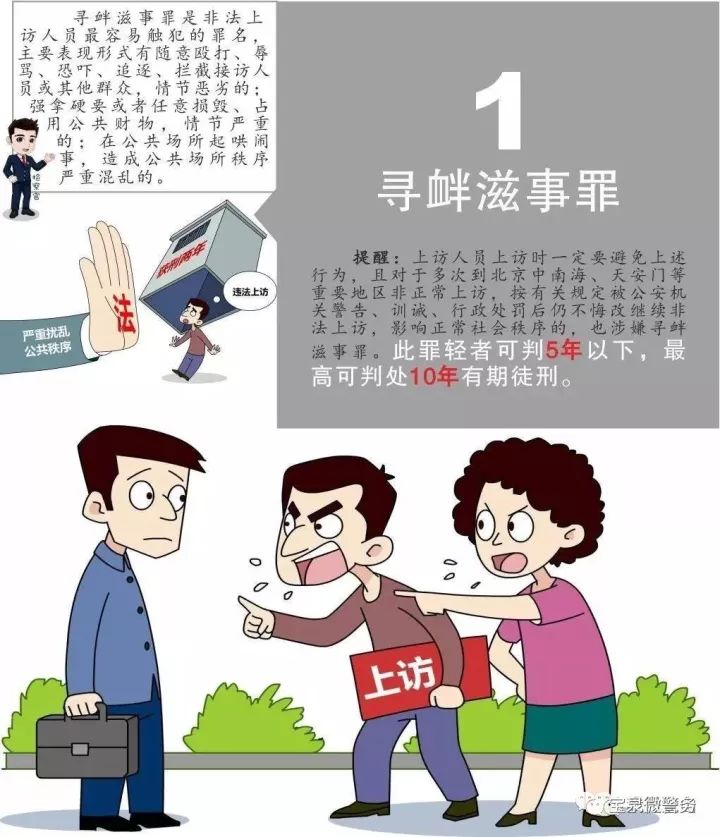 寻衅滋事罪是非法上
访人员最容易触犯的罪名，
主要表现形式有随意殴打、辱
骂、恐吓、追逐、拦截接访人
员或其他群众，情节恶劣的；
强拿硬要或者任意损毁、占
用公共财物，情节严重
的；在公共场所起哄闹
事，造成公共场所秩序
严重混乱的。
检察官
获刑两年
违法上访
法
严重扰乱
公共秩序
1
寻衅滋事罪
提醒：上访人员上访时一定要避免上述
行为，且对于多次到北京中南海、天安门等
重要地区非正常上访，按有关规定被公安机
关警告、训诫、行政处罚后仍不悔改继续非
法上访，影响正常社会秩序的，也涉嫌寻衅
滋事罪。此罪轻者可判5年以下，最
高可判处10年有期徒刑。
上访
宝泉微警务